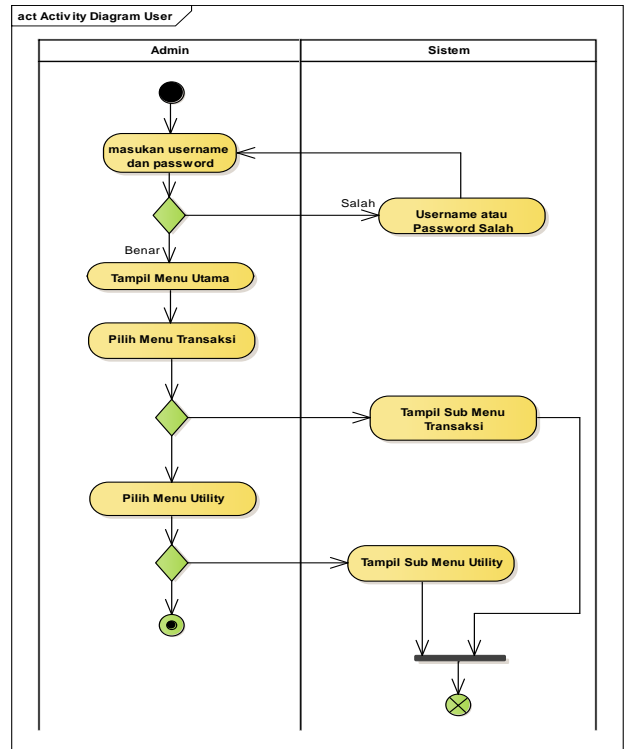 act Activity Diagram User
Admin
Sistem
masukan username
dan password
Salah
Username atau
Password Salah
Benar
Tampil Menu Utama
Pilih Menu Transaksi
Tampil Sub Menu
Transaksi
Pilih Menu Utility
Tampil Sub Menu Utility